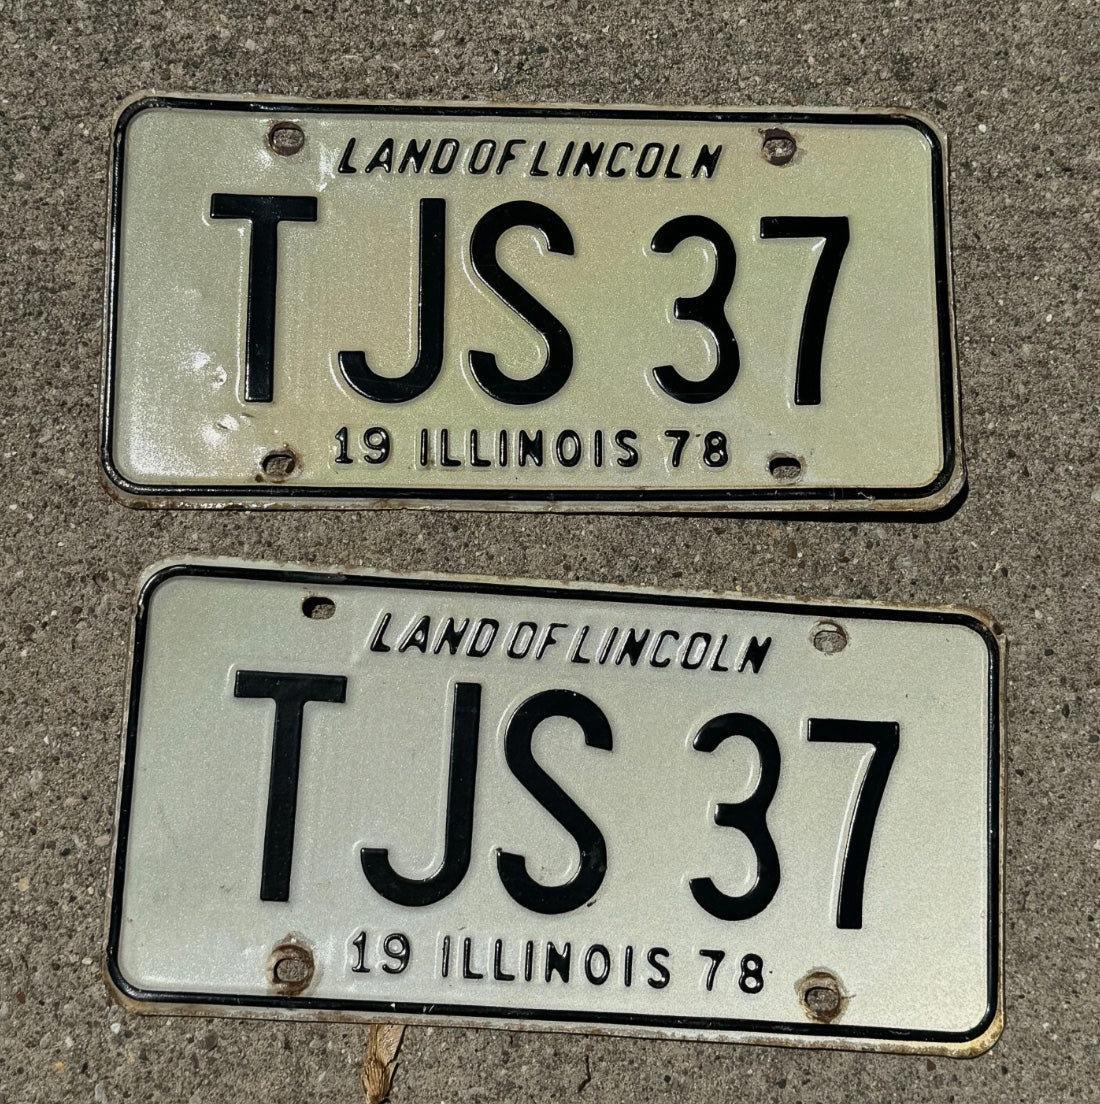 LAND OF LINCOLN
TJS 37
19 ILLINOIS 78
LAND OF LINCOLN
TJS 37
19 ILLINOIS 78